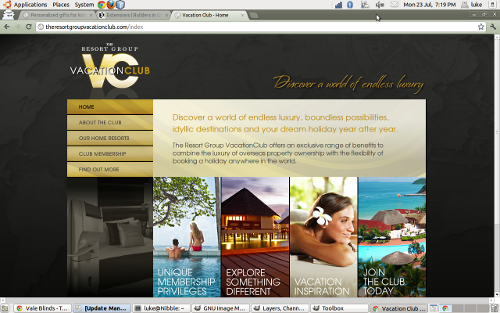 Applications Places System
Mon 23 Jul, 7:19 PM luke
Personalized gifts for
Extensions / Builders in
Vacation Club - Home
theresortgroupvacationclub.com/index
THE
RESORT GROUP
VC
VACATIONCLUB
Discover a world of endless luxury
HOME
ABOUT THE CLUB
OUR HOME RESORTS
CLUB MEMBERSHIP
FIND OUT MORE
Discover a world of endless luxury, boundless possibilities,
idyllic destinations and your dream holiday year after year.
The Resort Group VacationClub offers an exclusive range of benefits to
combine the luxury of overseas property ownership with the flexibility of
booking a holiday anywhere in the world.
UNIQUE
MEMBERSHIP
PRIVILEGES
EXPLORE
SOMETHING
DIFFERENT
VACATION
INSPIRATION
JOIN
THE CLUB
TODAY
Vale Blinds - T...
[Update Man...
luke@Nibble: ~
GNU Image M...
Layers, Chann...
Toolbox
Vacation Club ...